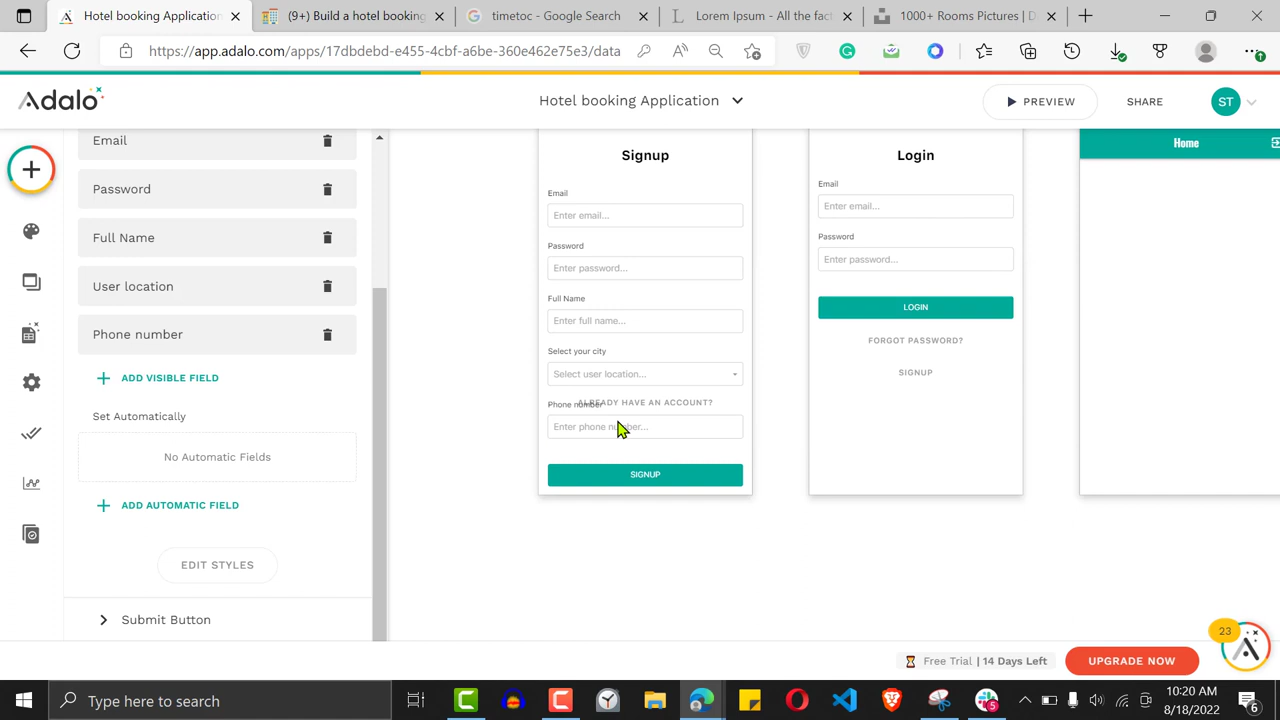 Hotel booking Application
(9+) Build a hotel booking
timetoc - Google Search
Lorem Ipsum - All the fact
1000+ Rooms Pictures | D
https://app.adalo.com/apps/17dbdebd-e455-4cbf-a6be-360e462e75e3/data
Adalo
Hotel booking Application
PREVIEW
SHARE
ST
Email
Password
Full Name
User location
Phone number
ADD VISIBLE FIELD
Set Automatically
No Automatic Fields
ADD AUTOMATIC FIELD
EDIT STYLES
Submit Button
Signup
Email
Enter email...
Password
Enter password...
Full Name
Enter full name...
Select your city
Select user location...
ALREADY HAVE AN ACCOUNT?
Phone number
Enter phone number...
SIGNUP
Login
Email
Enter email...
Password
Enter password...
LOGIN
FORGOT PASSWORD?
SIGNUP
Home
23
Free Trial | 14 Days Left
UPGRADE NOW
Type here to search
5
10:20 AM
8/18/2022
6